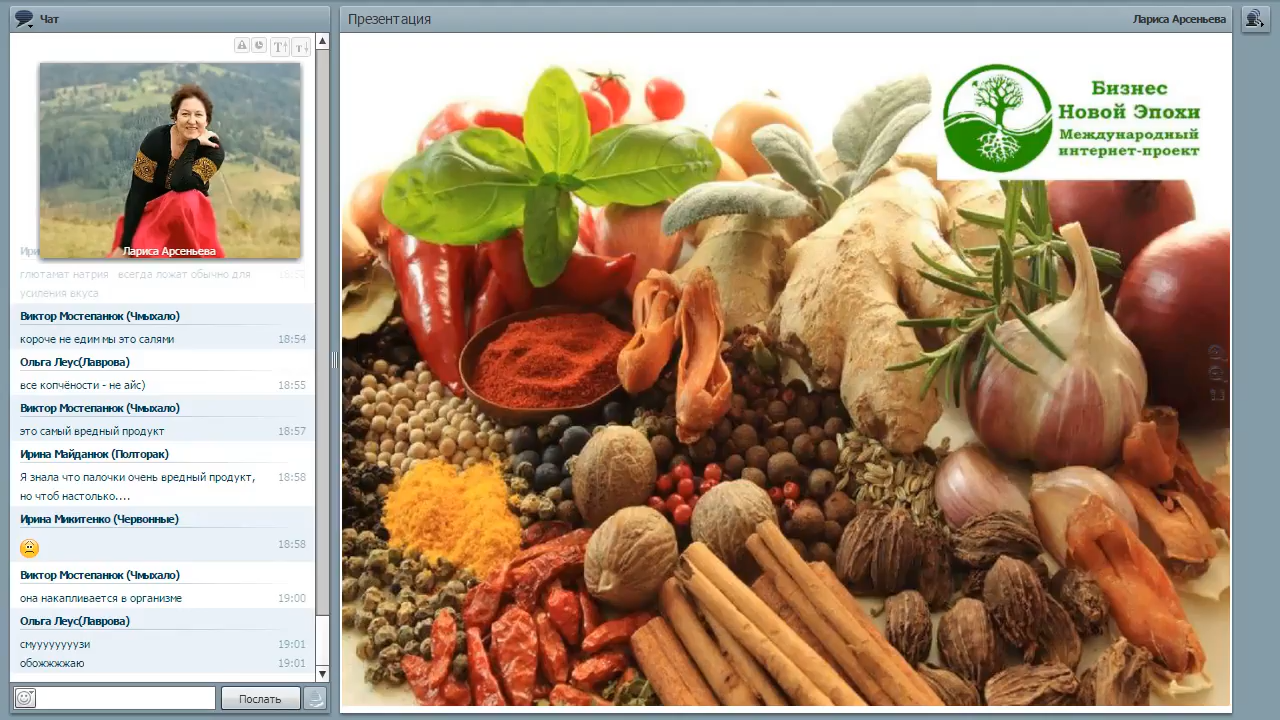 Чат
Лариса Арсеньева
глютамат натрия всегда ложат обычно для
усиления вкуса
Виктор Мостепанюк (Чмыхало)
короче не едим мы это салями 18:54
Ольга Леус(Лаврова)
все копчёности - не айс) 18:55
Виктор Мостепанюк (Чмыхало)
это самый вредный продукт 18:57
Ирина Майданюк (Полторак)
Я знала что палочки очень вредный продукт, 18:58
но чтоб настолько....
Ирина Микитенко (Червонные)
18:58
Виктор Мостепанюк (Чмыхало)
она накапливается в организме 19:00
Ольга Леус(Лаврова)
смуууууууузи 19:01
обожжжжаю 19:01
Послать
Презентация
Лариса Арсеньева
Бизнес
Новой Эпохи
Международный
интернет-проект